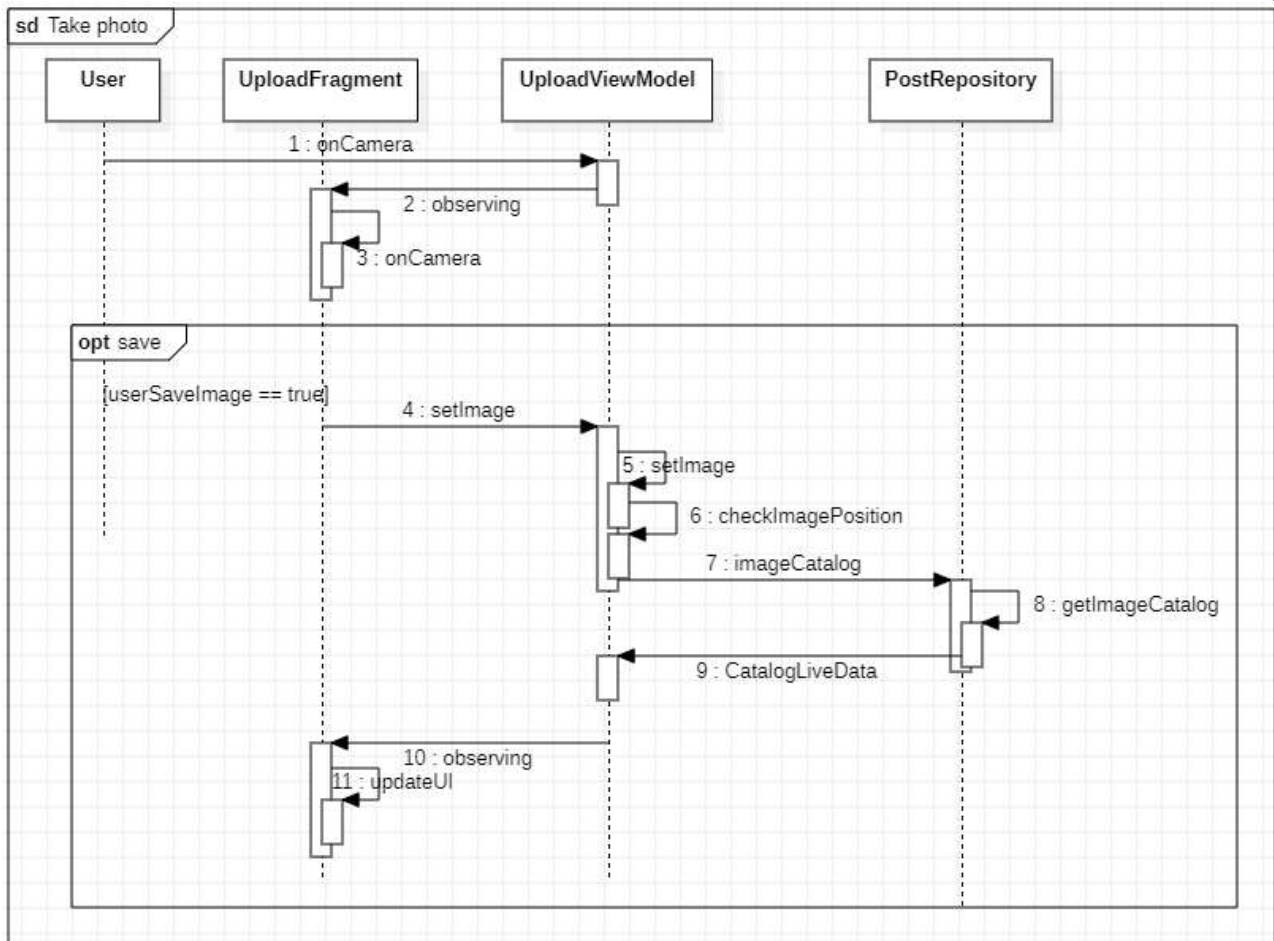 sd Take photo
User
UploadFragment
UploadViewModel
PostRepository
1 : onCamera
2 : observing
3 : onCamera
opt save
[userSaveImage == true]
4 : setImage
5 : setImage
6 : checkImagePosition
7 : imageCatalog
8 : getImageCatalog
9 : CatalogLiveData
10 : observing
11 : updateUI